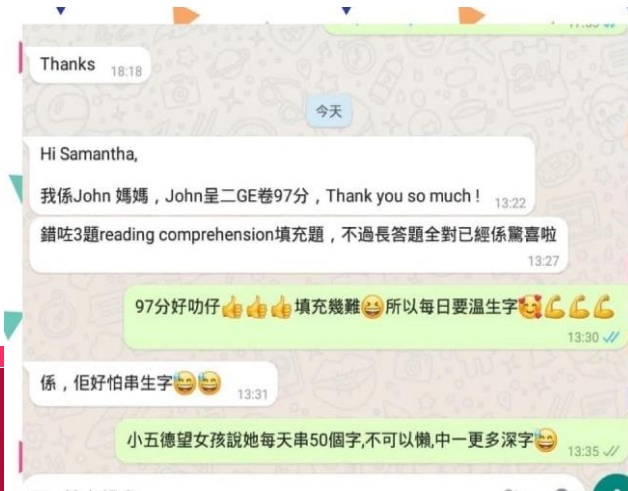 Thanks 18:18
今天
Hi Samantha,
我係John 媽媽，John呈二GE卷97分，Thank you so much！ 13:22
錯咗3題reading comprehension填充題，不過長答題全對已經係驚喜啦
13:27
97分好叻仔👍👍👍填充幾難😆所以每日要温生字🥰💪💪💪
13:30
係，佢好怕串生字😅😅 13:31
小五德望女孩說她每天串50個字,不可以懶,中一更多深字😅 13:35